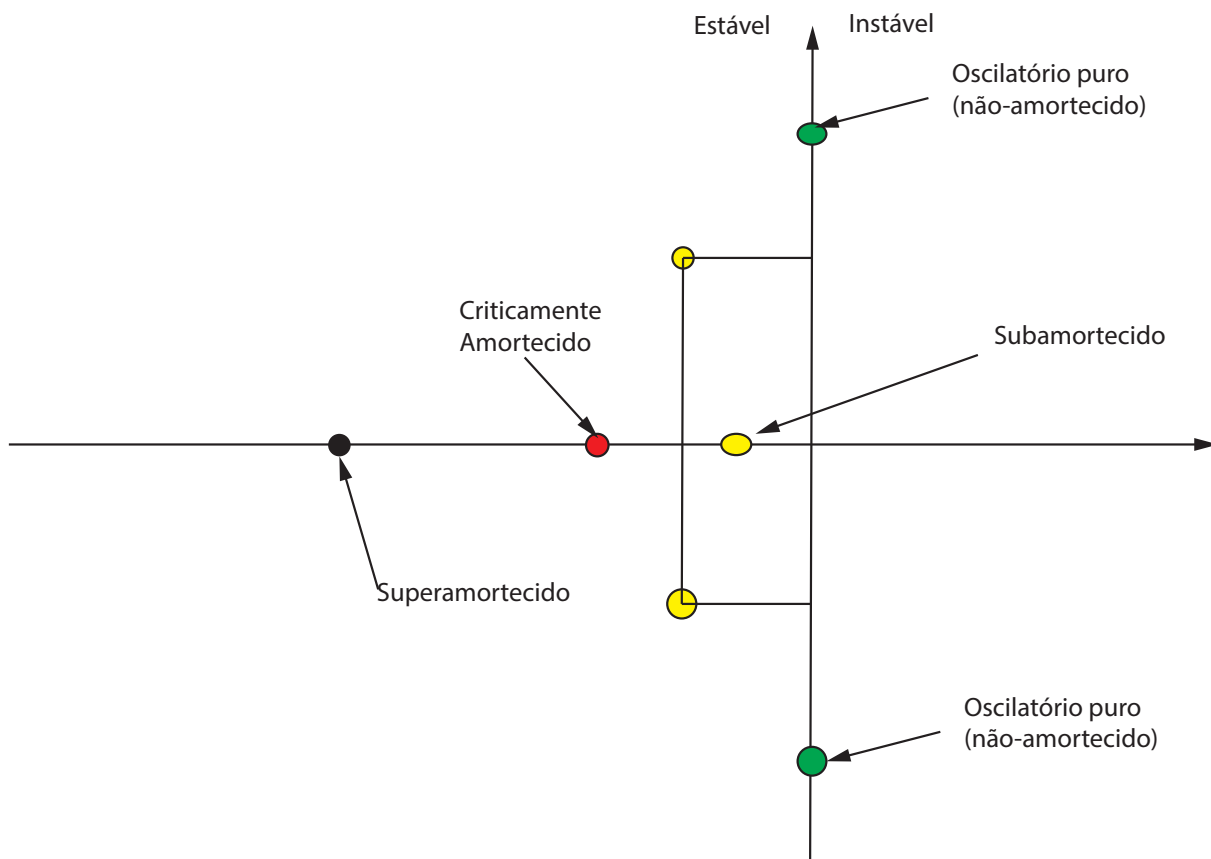 Estável
Instável
Oscilatório puro
(não-amortecido)
Criticamente
Amortecido
Subamortecido
Superamortecido
Oscilatório puro
(não-amortecido)